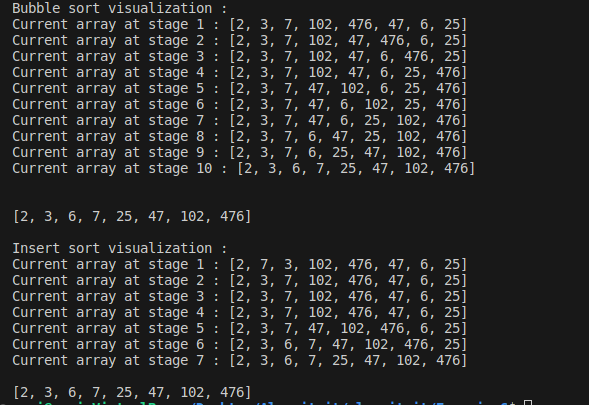 Bubble sort visualization :
Current array at stage 1 : [2, 3, 7, 102, 476, 47, 6, 25]
Current array at stage 2 : [2, 3, 7, 102, 47, 476, 6, 25]
Current array at stage 3 : [2, 3, 7, 102, 47, 6, 476, 25]
Current array at stage 4 : [2, 3, 7, 102, 47, 6, 25, 476]
Current array at stage 5 : [2, 3, 7, 47, 102, 6, 25, 476]
Current array at stage 6 : [2, 3, 7, 47, 6, 102, 25, 476]
Current array at stage 7 : [2, 3, 7, 47, 6, 25, 102, 476]
Current array at stage 8 : [2, 3, 7, 6, 47, 25, 102, 476]
Current array at stage 9 : [2, 3, 7, 6, 25, 47, 102, 476]
Current array at stage 10 : [2, 3, 6, 7, 25, 47, 102, 476]
[2, 3, 6, 7, 25, 47, 102, 476]
Insert sort visualization :
Current array at stage 1 : [2, 7, 3, 102, 476, 47, 6, 25]
Current array at stage 2 : [2, 3, 7, 102, 476, 47, 6, 25]
Current array at stage 3 : [2, 3, 7, 102, 476, 47, 6, 25]
Current array at stage 4 : [2, 3, 7, 102, 476, 47, 6, 25]
Current array at stage 5 : [2, 3, 7, 47, 102, 476, 6, 25]
Current array at stage 6 : [2, 3, 6, 7, 47, 102, 476, 25]
Current array at stage 7 : [2, 3, 6, 7, 25, 47, 102, 476]
[2, 3, 6, 7, 25, 47, 102, 476]